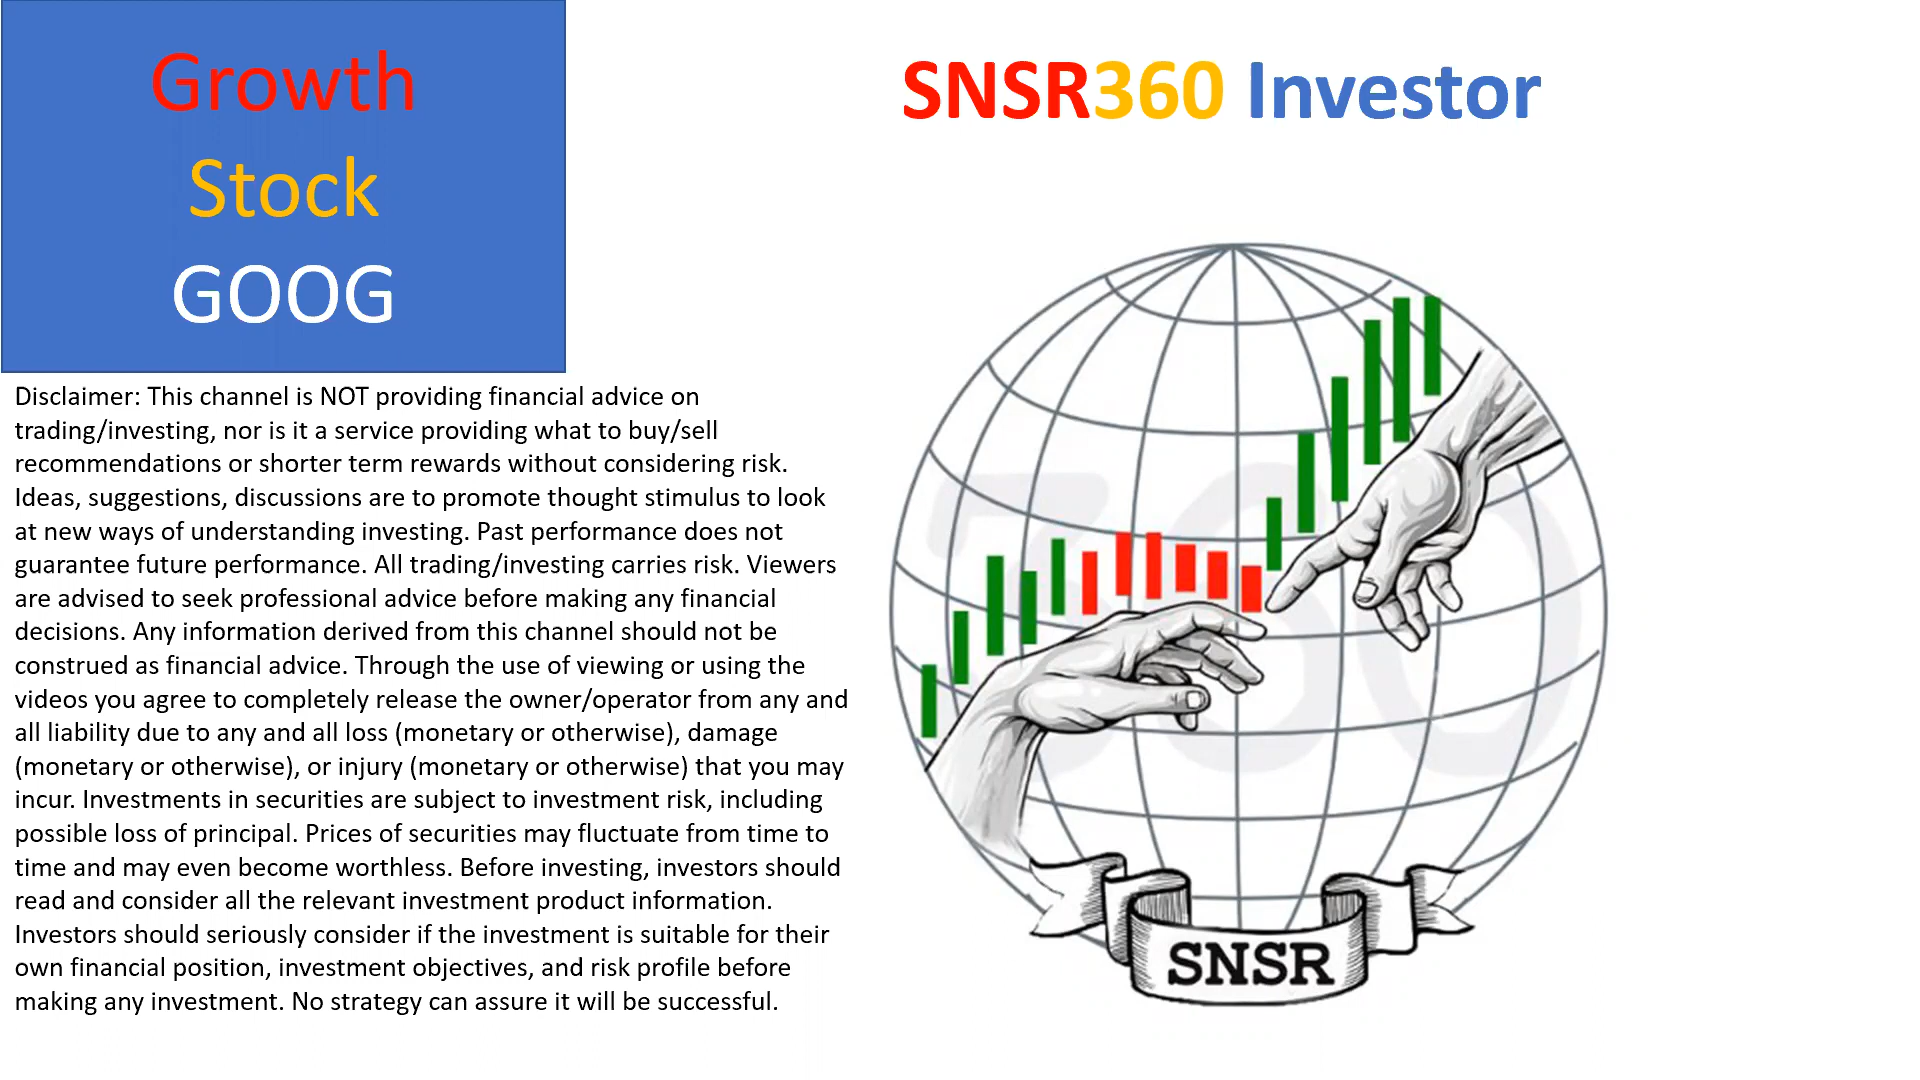 Growth
Stock
GOOG
SNSR360 Investor
Disclaimer: This channel is NOT providing financial advice on
trading/investing, nor is it a service providing what to buy/sell
recommendations or shorter term rewards without considering risk.
Ideas, suggestions, discussions are to promote thought stimulus to look
at new ways of understanding investing. Past performance does not
guarantee future performance. All trading/investing carries risk. Viewers
are advised to seek professional advice before making any financial
decisions. Any information derived from this channel should not be
construed as financial advice. Through the use of viewing or using the
videos you agree to completely release the owner/operator from any and
all liability due to any and all loss (monetary or otherwise), damage
(monetary or otherwise), or injury (monetary or otherwise) that you may
incur. Investments in securities are subject to investment risk, including
possible loss of principal. Prices of securities may fluctuate from time to
time and may even become worthless. Before investing, investors should
read and consider all the relevant investment product information.
Investors should seriously consider if the investment is suitable for their
own financial position, investment objectives, and risk profile before
making any investment. No strategy can assure it will be successful.
360
SNSR